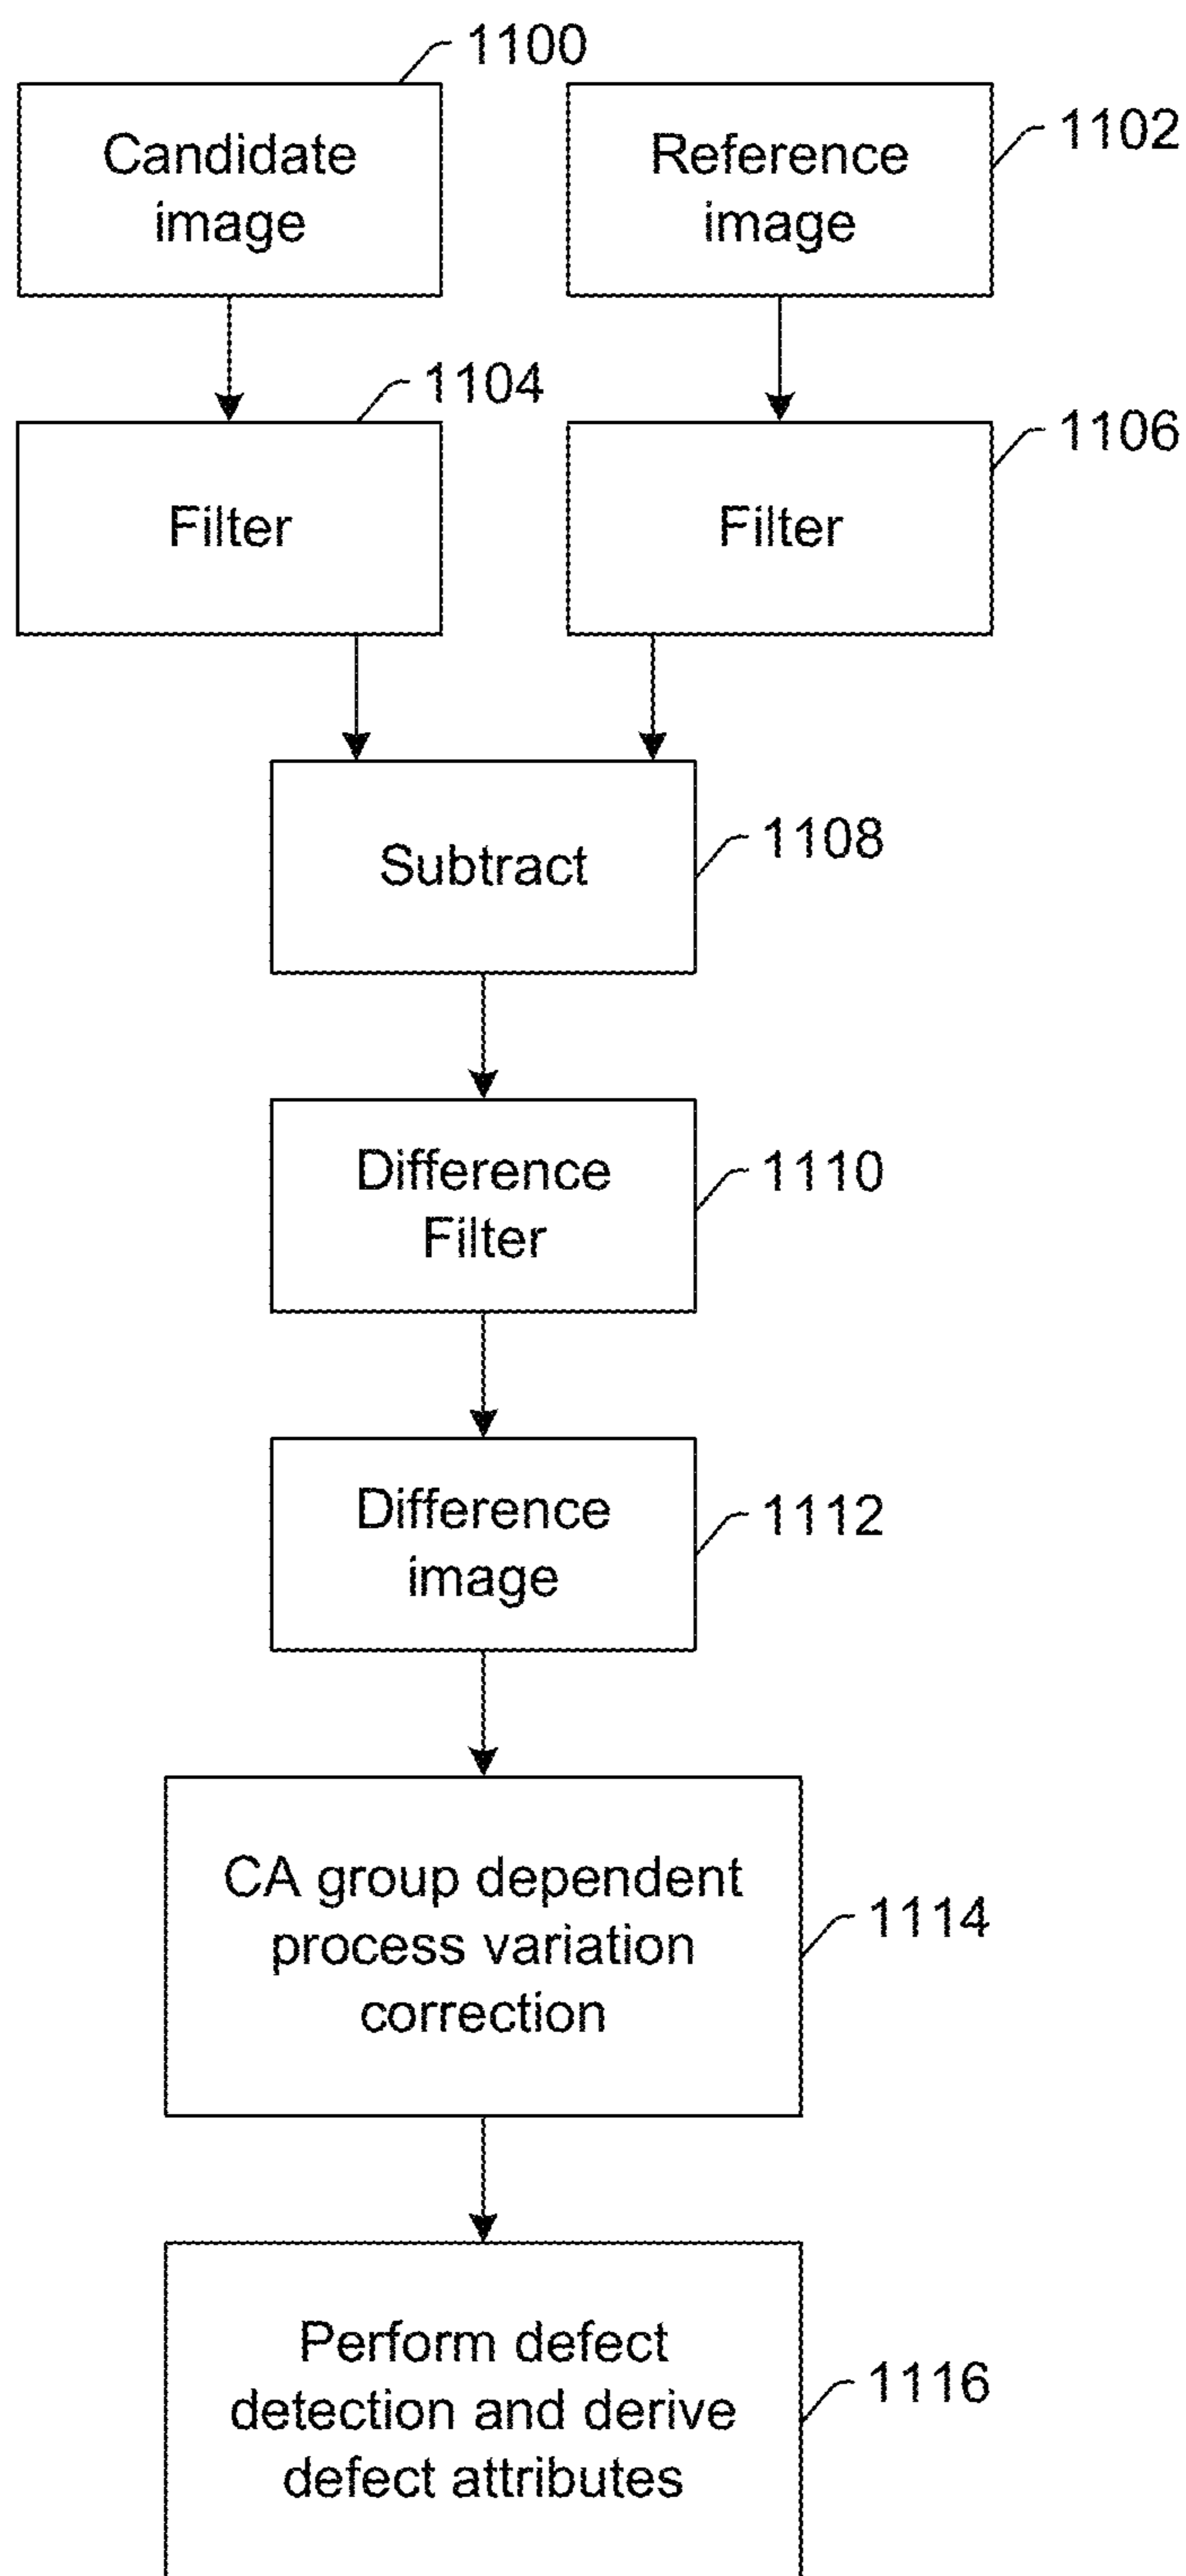 1100
Candidate
image
1102
Reference
image
1104
Filter
1106
Filter
Subtract
1108
Difference
Filter
1110
Difference
image
1112
CA group dependent
process variation
correction
1114
Perform defect
detection and derive
defect attributes
1116